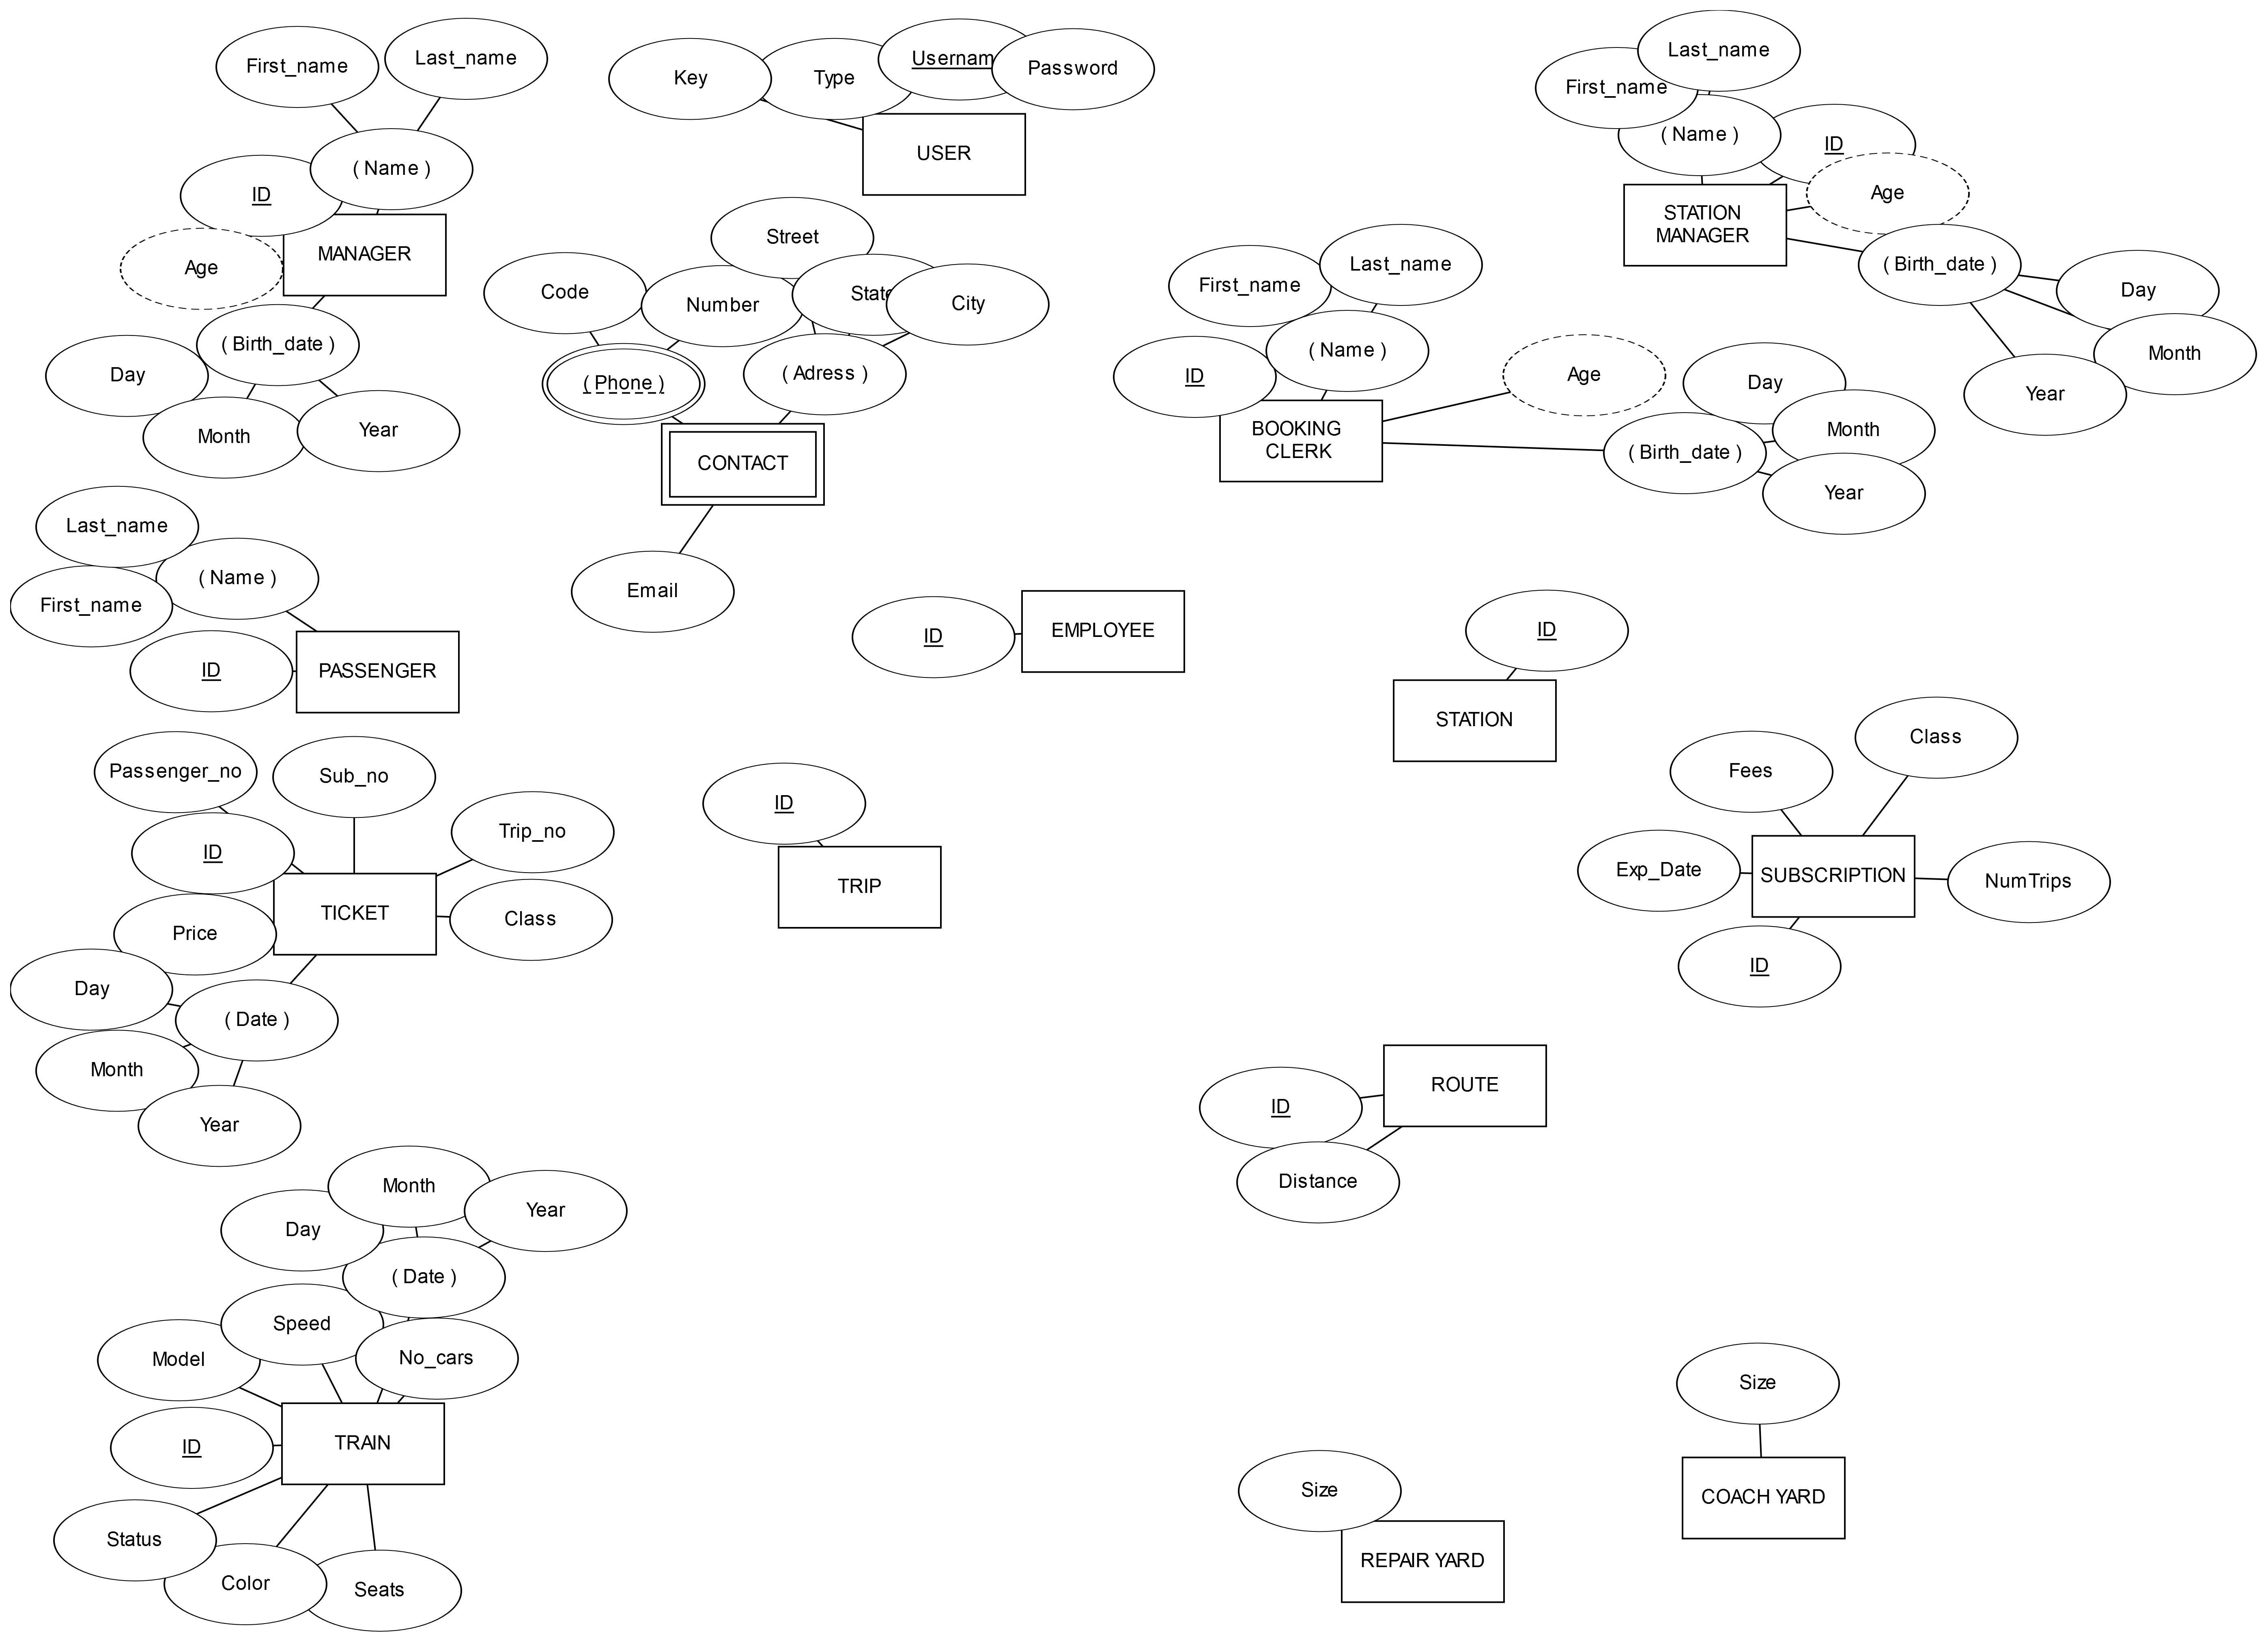 First_name
Last_name
( Name )
ID
MANAGER
Age
( Birth_date )
Day
Month
Year
Key
Type
Password
USER
Street
Code
Number
City
( Phone )
( Adress )
CONTACT
Email
Last_name
First_name
( Name )
ID
Age
STATION
MANAGER
( Birth_date )
Day
Month
Year
First_name
Last_name
( Name )
ID
Age
BOOKING
CLERK
Day
( Birth_date )
Month
Year
Last_name
First_name
( Name )
ID
PASSENGER
ID
EMPLOYEE
ID
STATION
Passenger_no
Sub_no
ID
Trip_no
TICKET
Class
Price
Day
( Date )
Month
Year
ID
TRIP
Fees
Class
Exp_Date
SUBSCRIPTION
NumTrips
ID
ROUTE
ID
Distance
Month
Year
Day
( Date )
Speed
Model
No_cars
ID
TRAIN
Status
Color
Seats
Size
REPAIR YARD
Size
COACH YARD